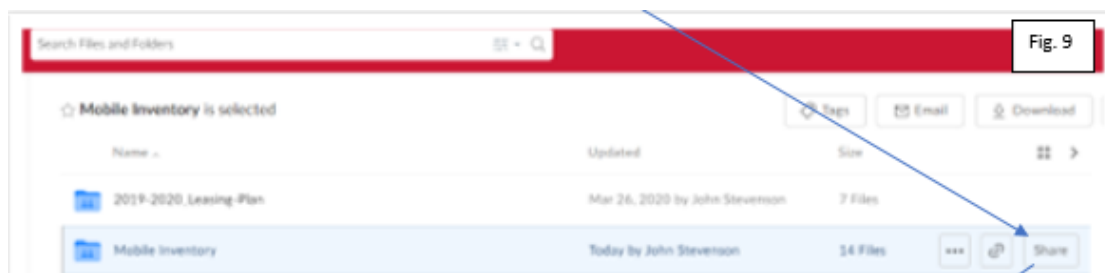 Search Files and Folders
Fig. 9
Mobile Inventory is selected
Tags
Email
Download
Name
Updated
Size
2019-2020_Leasing-Plan
Mar 26, 2020 by John Stevenson
7 Files
Mobile Inventory
Today by John Stevenson
14 Files
Share